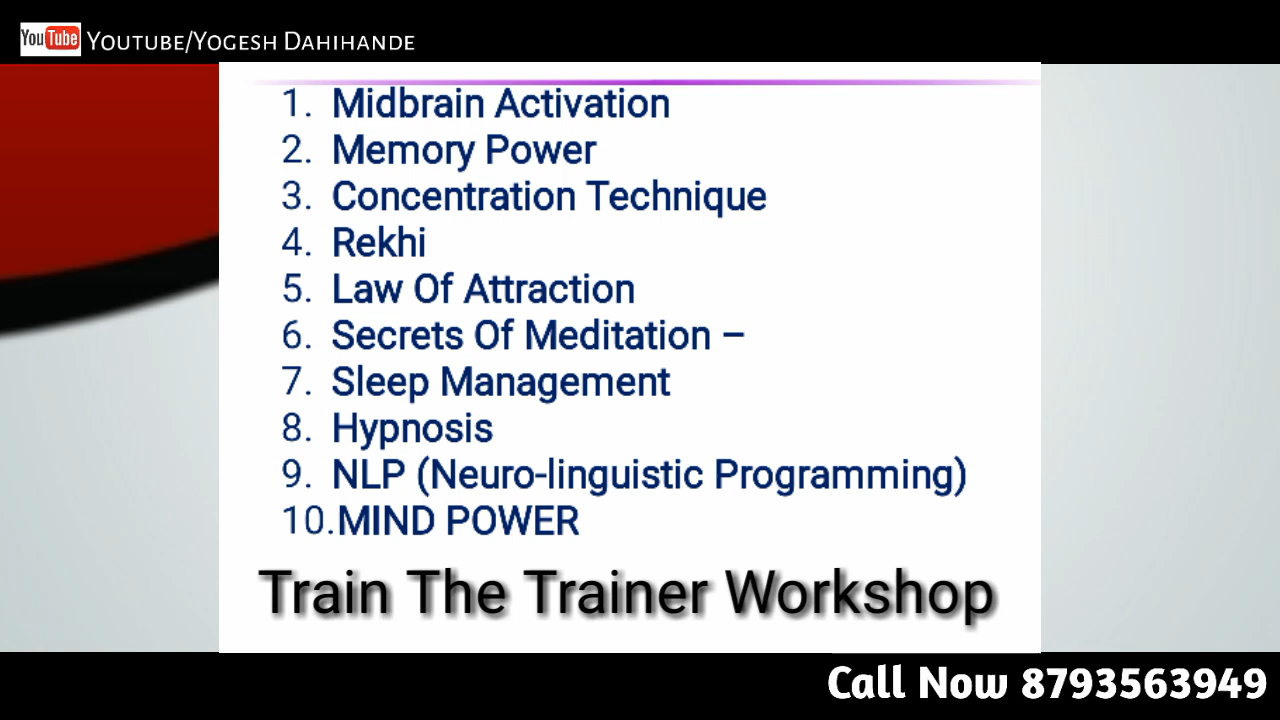 YouTube Youtube/Yogesh Dahihande
1. Midbrain Activation
2. Memory Power
3. Concentration Technique
4. Rekhi
5. Law Of Attraction
6. Secrets Of Meditation –
7. Sleep Management
8. Hypnosis
9. NLP (Neuro-linguistic Programming)
10.MIND POWER
Train The Trainer Workshop
Call Now 8793563949